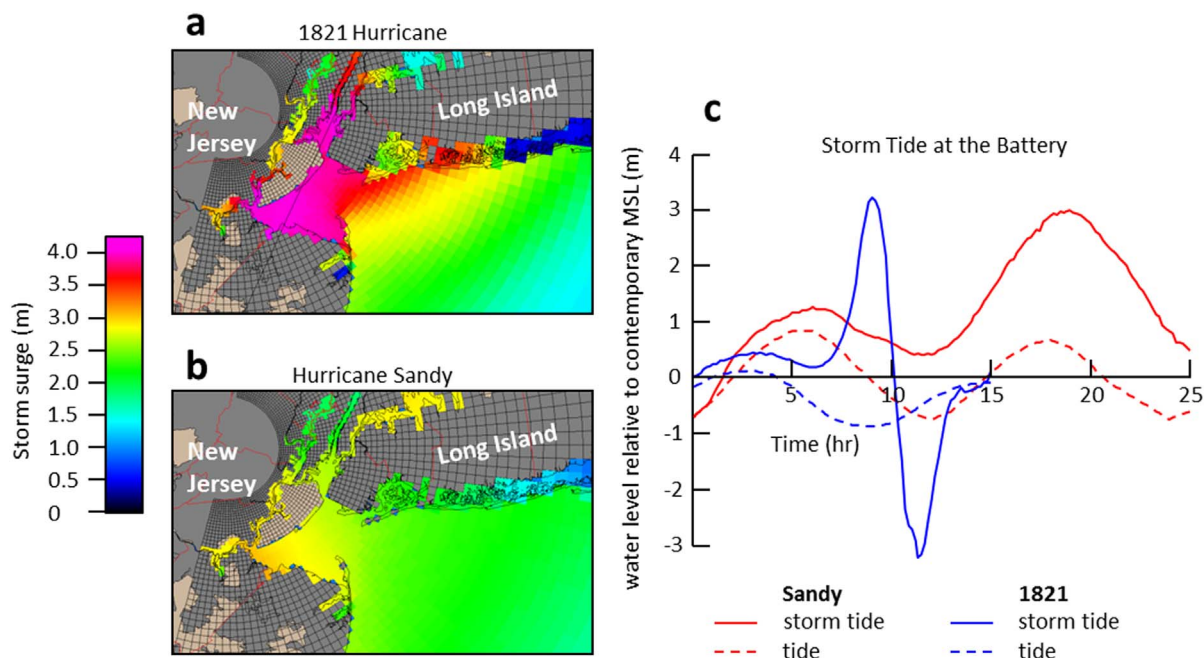 a
1821 Hurricane
New
Jersey
Long Island
b
Hurricane Sandy
New
Jersey
Long Island
Storm surge (m)
4.0
3.5
3.0
2.5
2.0
1.5
1.0
0.5
0
c
Storm Tide at the Battery
water level relative to contemporary MSL (m)
4
3
2
1
0
-1
-2
-3
5
10
15
20
25
Time (hr)
Sandy
storm tide
tide
1821
storm tide
tide